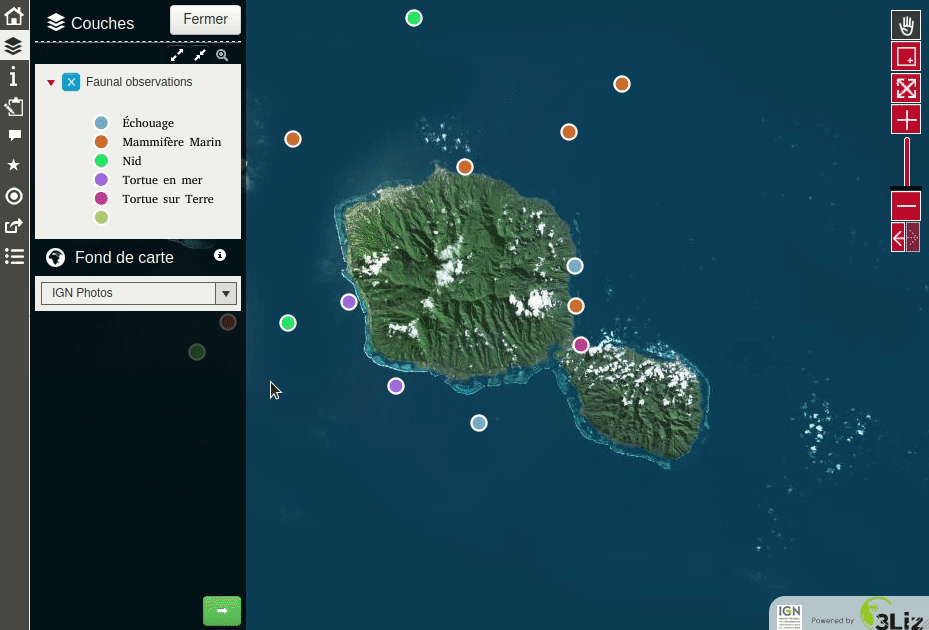 Couches
Fermer
Faunal observations
Échouage
Mammifère Marin
Nid
Tortue en mer
Tortue sur Terre
Fond de carte
IGN Photos
IGN
Powered by 3Liz